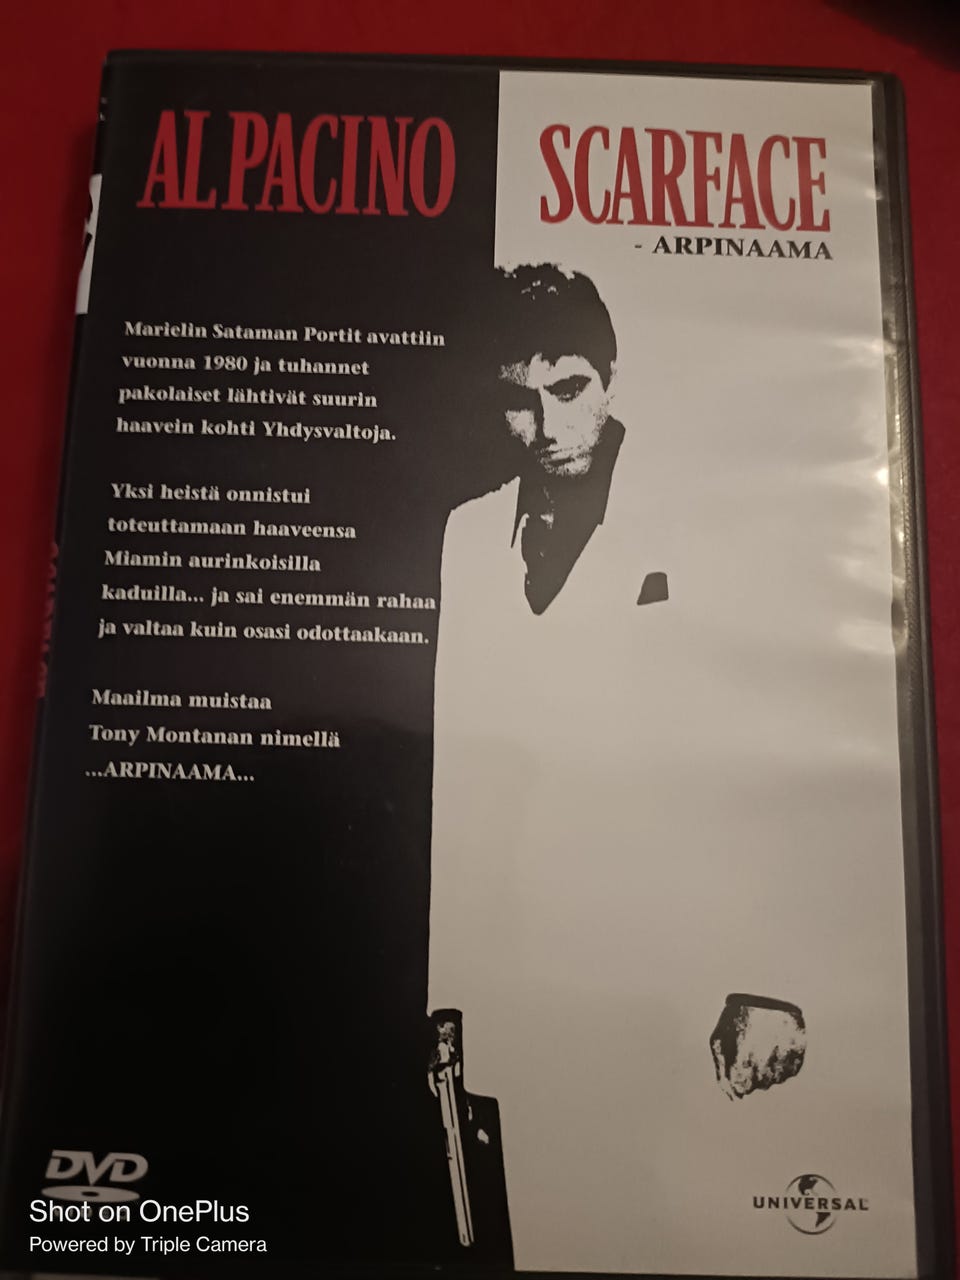 AL PACINO
SCARFACE
- ARPINAAMA
Marielin Sataman Portit avattiin
vuonna 1980 ja tuhannet
pakolaiset lähtivät suurin
haavein kohti Yhdysvaltoja.
Yksi heistä onnistui
toteuttamaan haaveensa
Miamin aurinkoisilla
kaduilla... ja sai enemmän rahaa
ja valtaa kuin osasi odottaakaan.
Maailma muistaa
Tony Montanan nimellä
...ARPINAAMA...
DVD
UNIVERSAL
Shot on OnePlus
Powered by Triple Camera